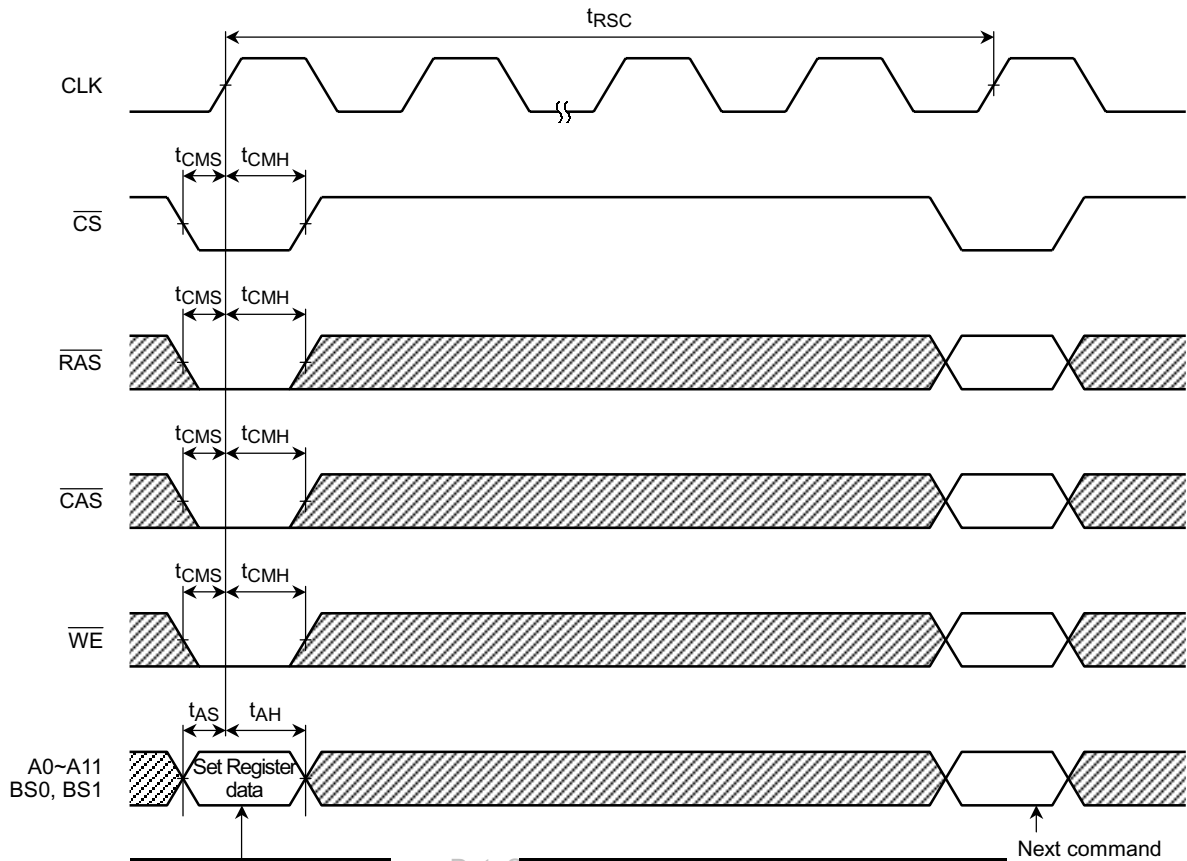 tRSC
CLK
tCMS tCMH
CS
tCMS tCMH
RAS
tCMS tCMH
CAS
tCMS tCMH
WE
tAS tAH
A0~A11
BS0, BS1
Set Register
data
Next command